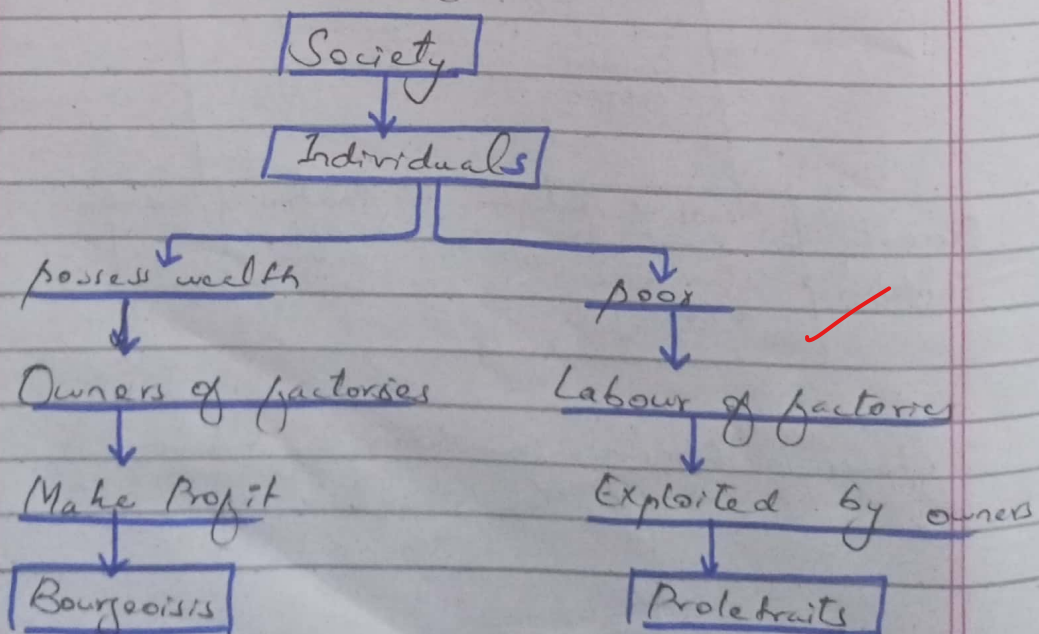 Society
Individuals
possess wealth
poor
Owners of factories
Labour of factories
Make Profit
Exploited by owners
Bourgeoisis
Proletraits